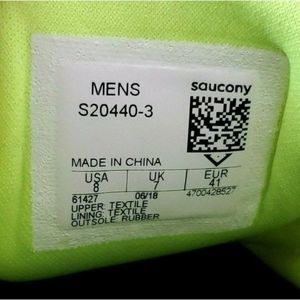 MENS saucony
S20440-3
MADE IN CHINA
USA UK EUR
8 7 41
61427 06/18 4700428527
UPPER: TEXTILE
LINING: TEXTILE
OUTSOLE: RUBBER